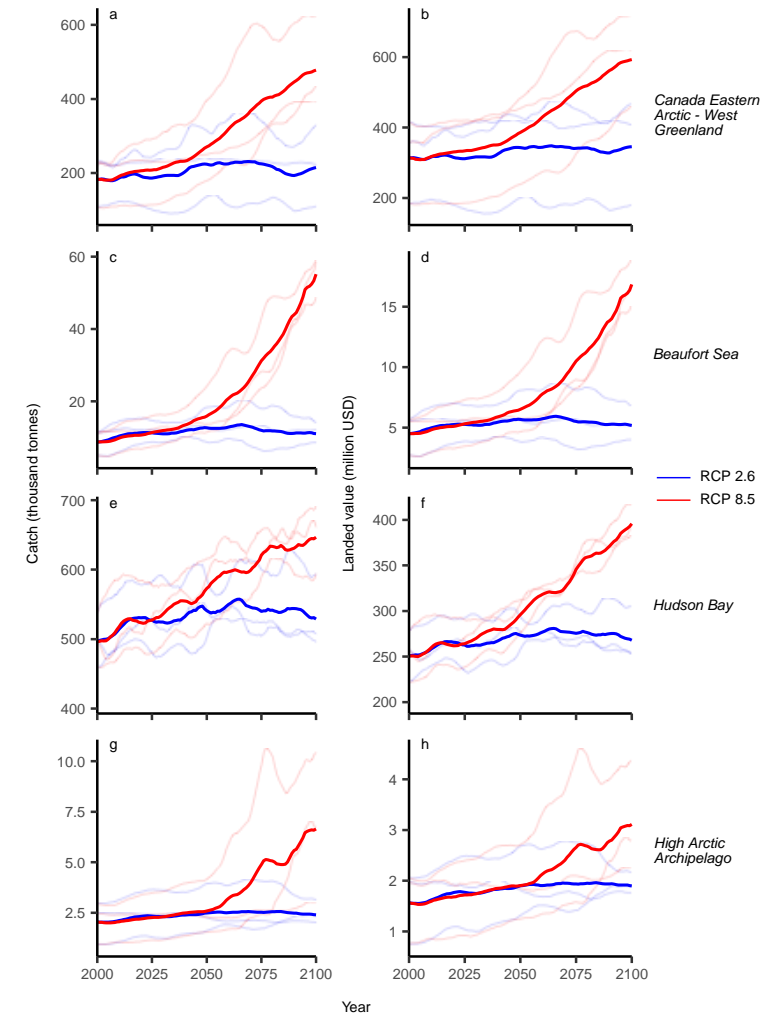 a
b
600
400
200
600
400
200
Canada Eastern
Arctic - West
Greenland
c
d
60
40
20
15
10
5
Beaufort Sea
Catch (thousand tonnes)
Landed value (million USD)
RCP 2.6
RCP 8.5
e
f
700
600
500
400
400
350
300
250
200
Hudson Bay
g
h
10.0
7.5
5.0
2.5
4
3
2
1
High Arctic
Archipelago
2000 2025 2050 2075 2100
2000 2025 2050 2075 2100
Year